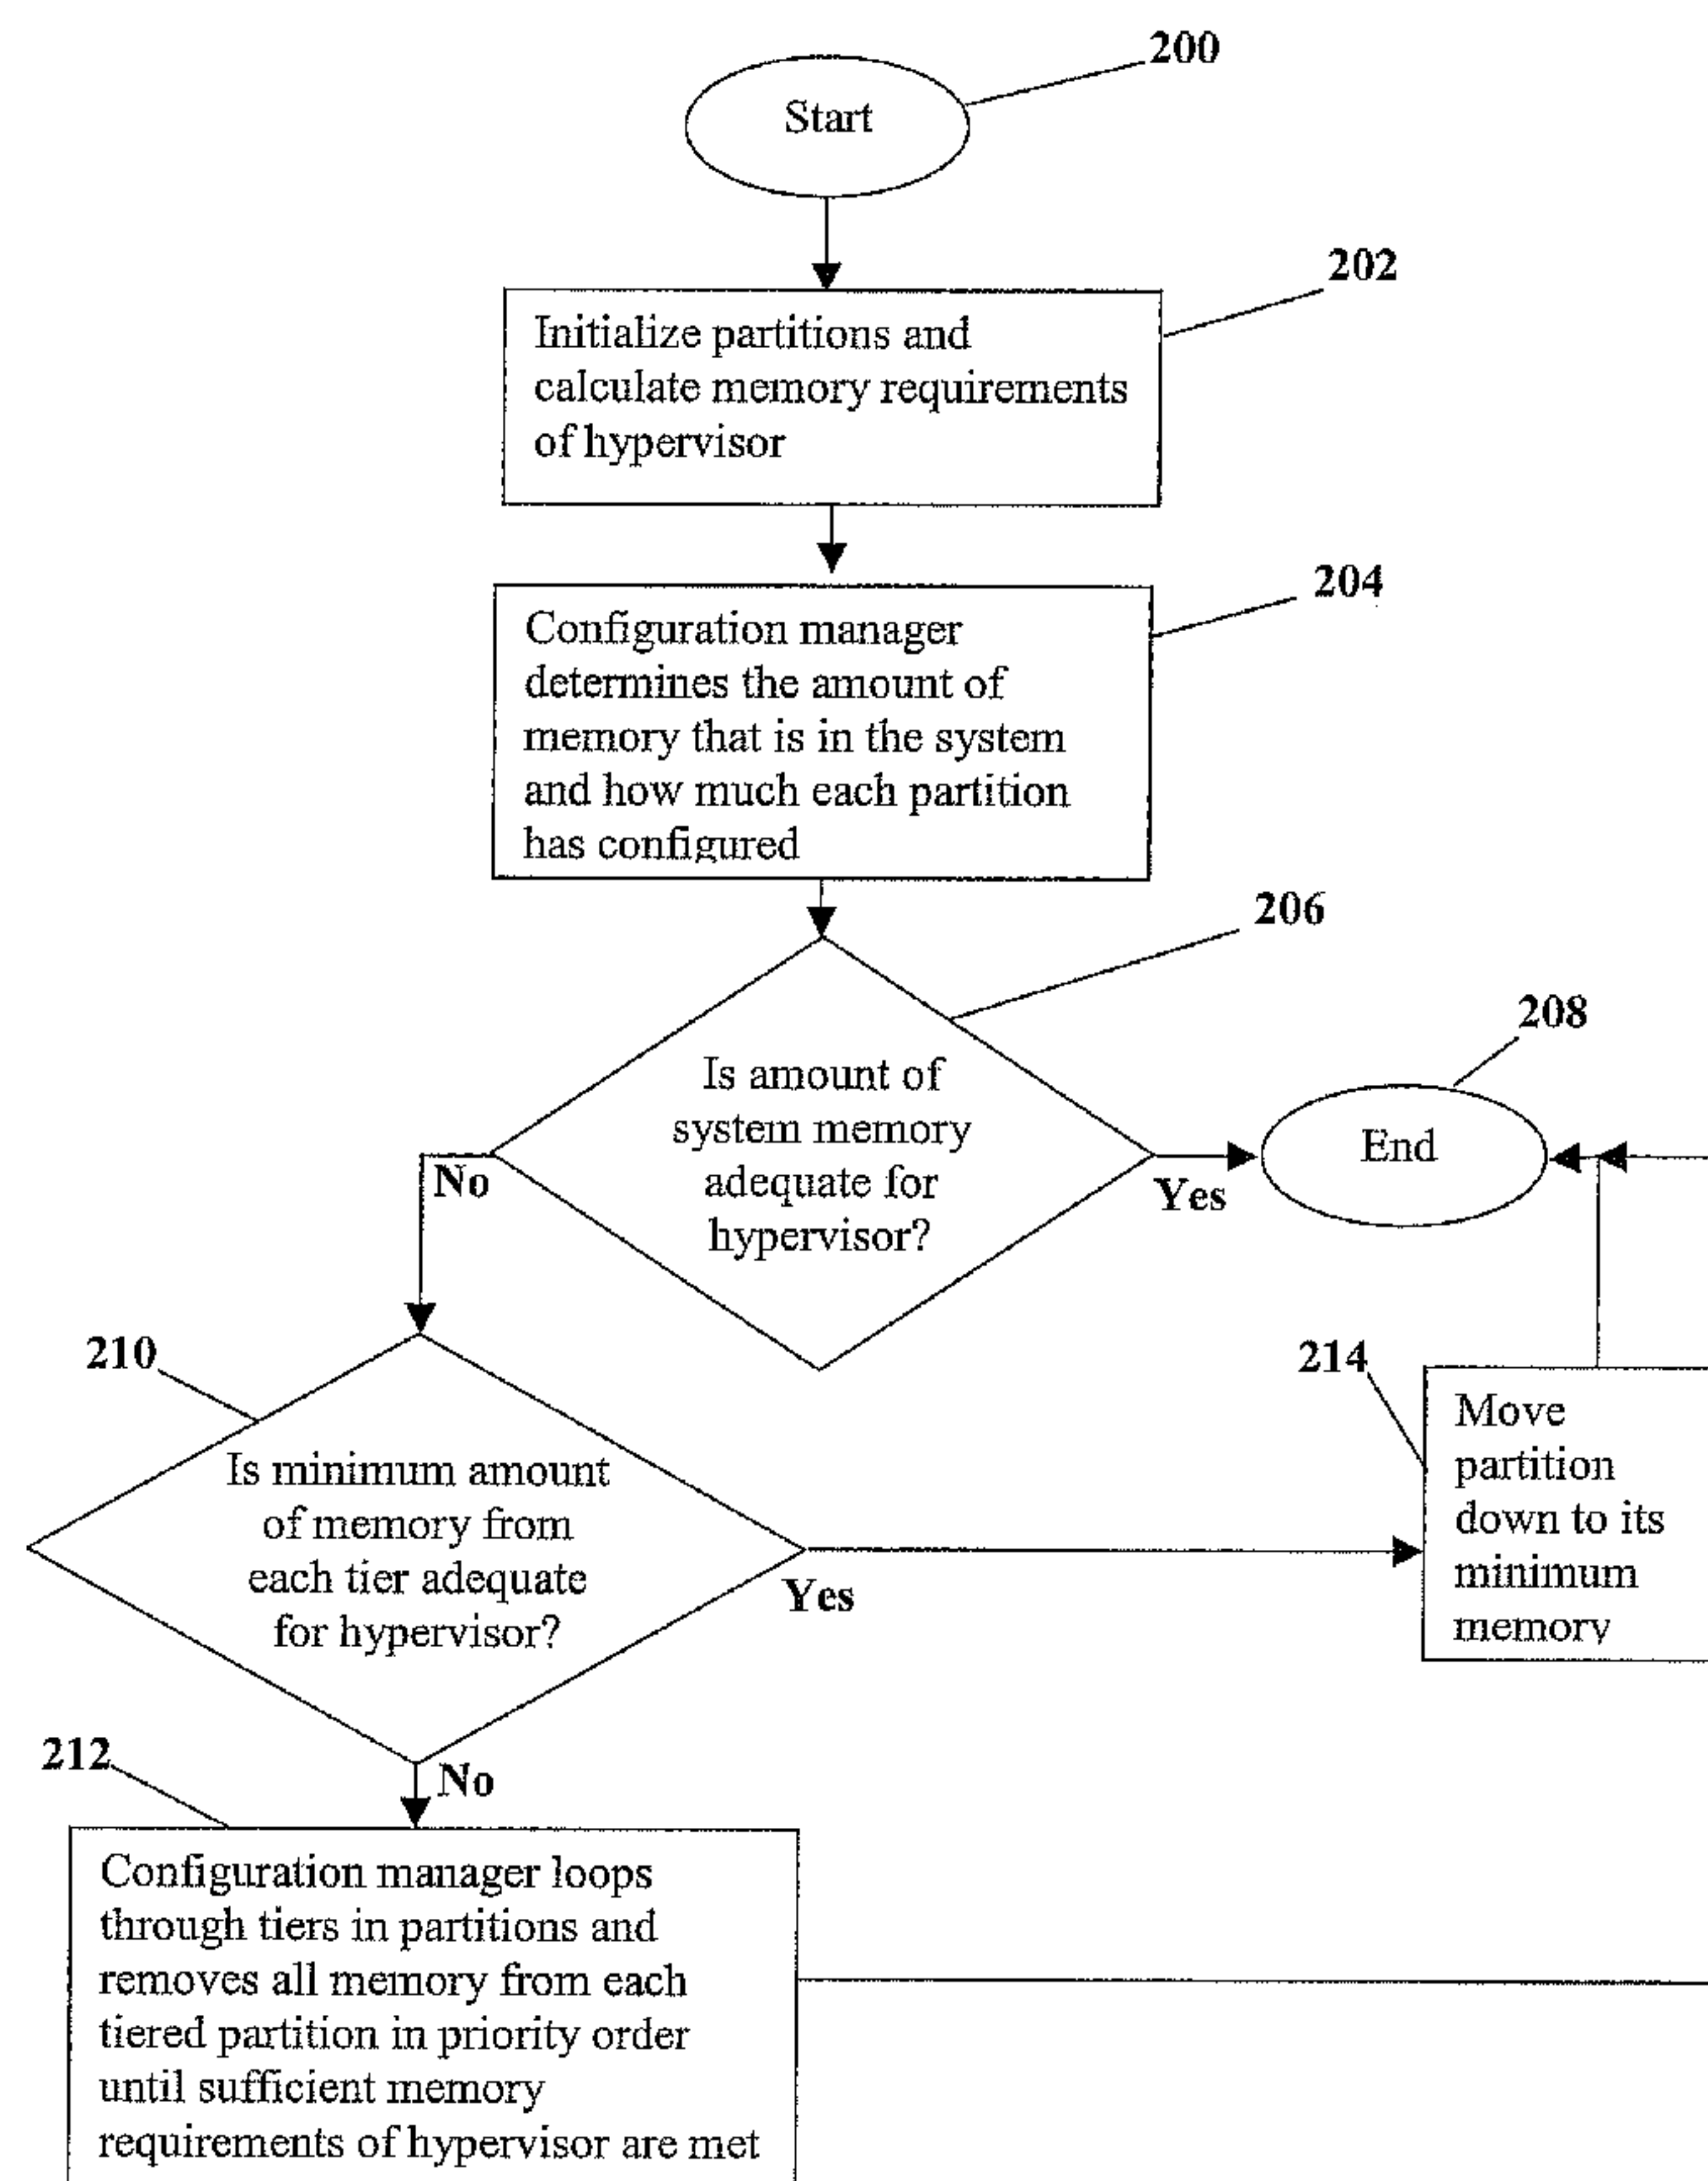 200
Start
202
Initialize partitions and
calculate memory requirements
of hypervisor
204
Configuration manager
determines the amount of
memory that is in the system
and how much each partition
has configured
206
Is amount of
system memory
adequate for
hypervisor?
208
End
No
Yes
210
Is minimum amount
of memory from
each tier adequate
for hypervisor?
Yes
214
Move
partition
down to its
minimum
memory
212
No
Configuration manager loops
through tiers in partitions and
removes all memory from each
tiered partition in priority order
until sufficient memory
requirements of hypervisor are met